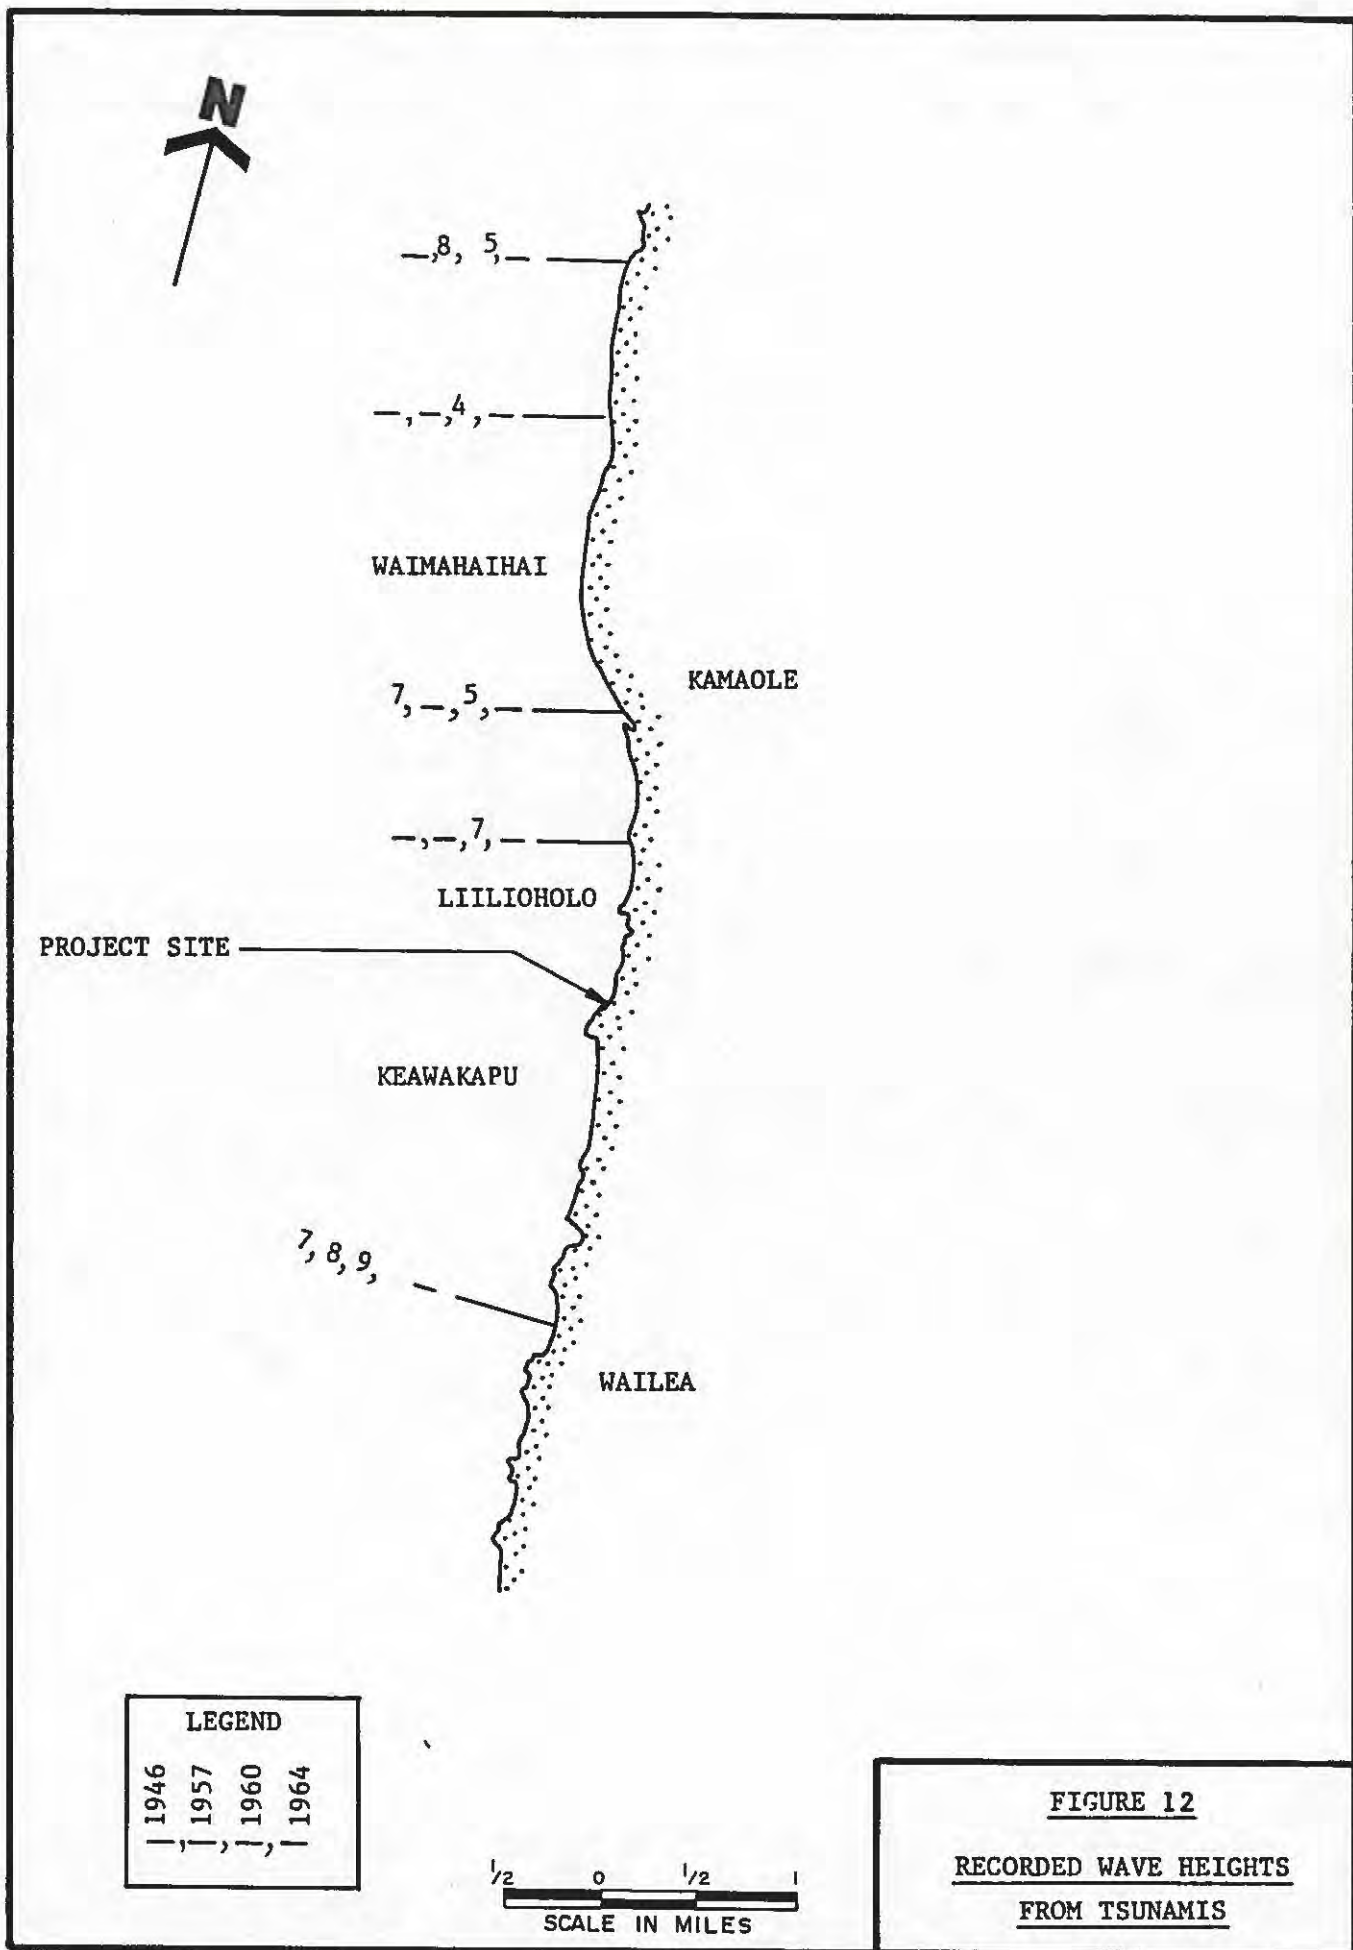 N
—,8, 5,—
—,—,4,—
WAIMAHAIHAI
KAMAOLE
7,—,5,—
—,—,7,—
LIILIOHOLO
PROJECT SITE
KEAWAKAPU
7,8,9, —
WAILEA
LEGEND
—1946
,—1957
,—1960
,—1964
1/2 0 1/2 1
SCALE IN MILES
FIGURE 12
RECORDED WAVE HEIGHTS
FROM TSUNAMIS